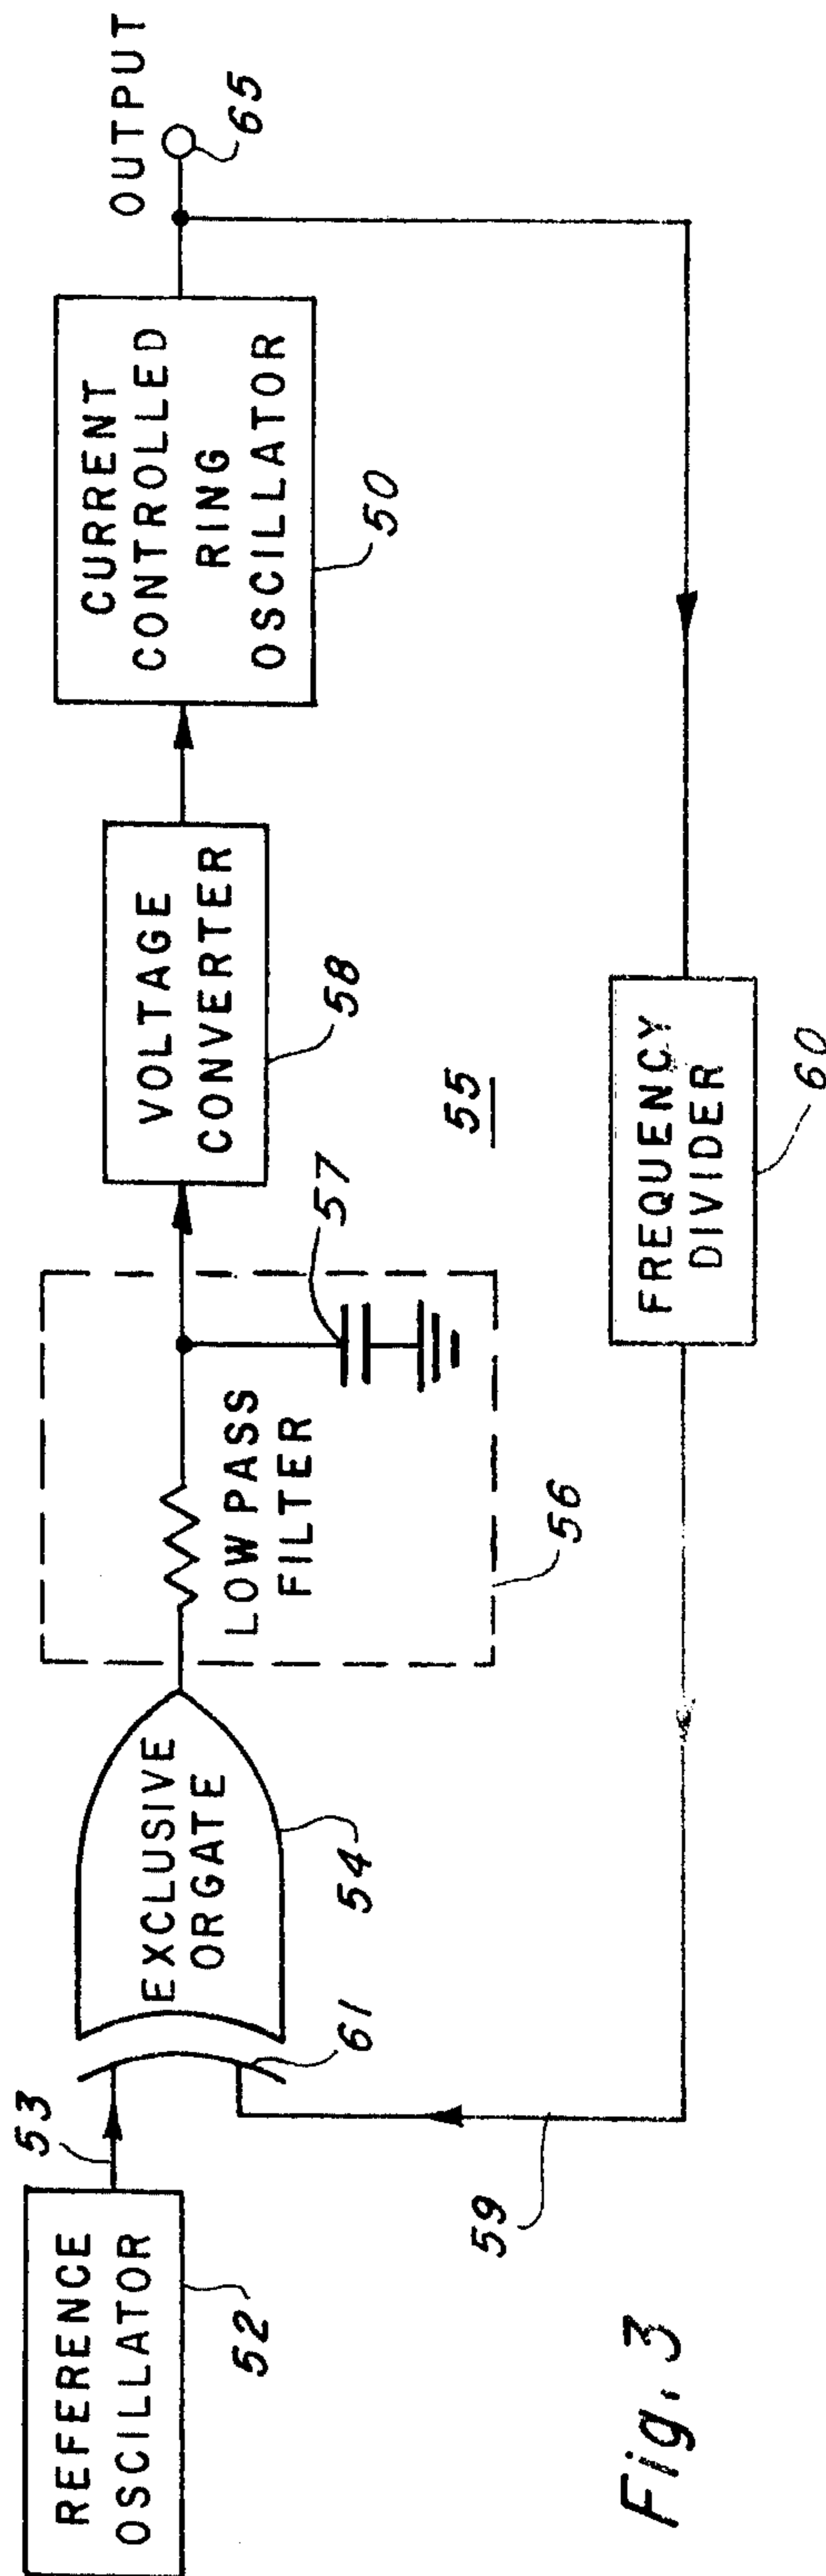 REFERENCE
OSCILLATOR
52
53
EXCLUSIVE
ORGATE
54
61
LOW PASS
FILTER
56
57
VOLTAGE
CONVERTER
58
55
CURRENT
CONTROLLED
RING
OSCILLATOR
50
OUTPUT
65
FREQUENCY
DIVIDER
60
59
Fig. 3